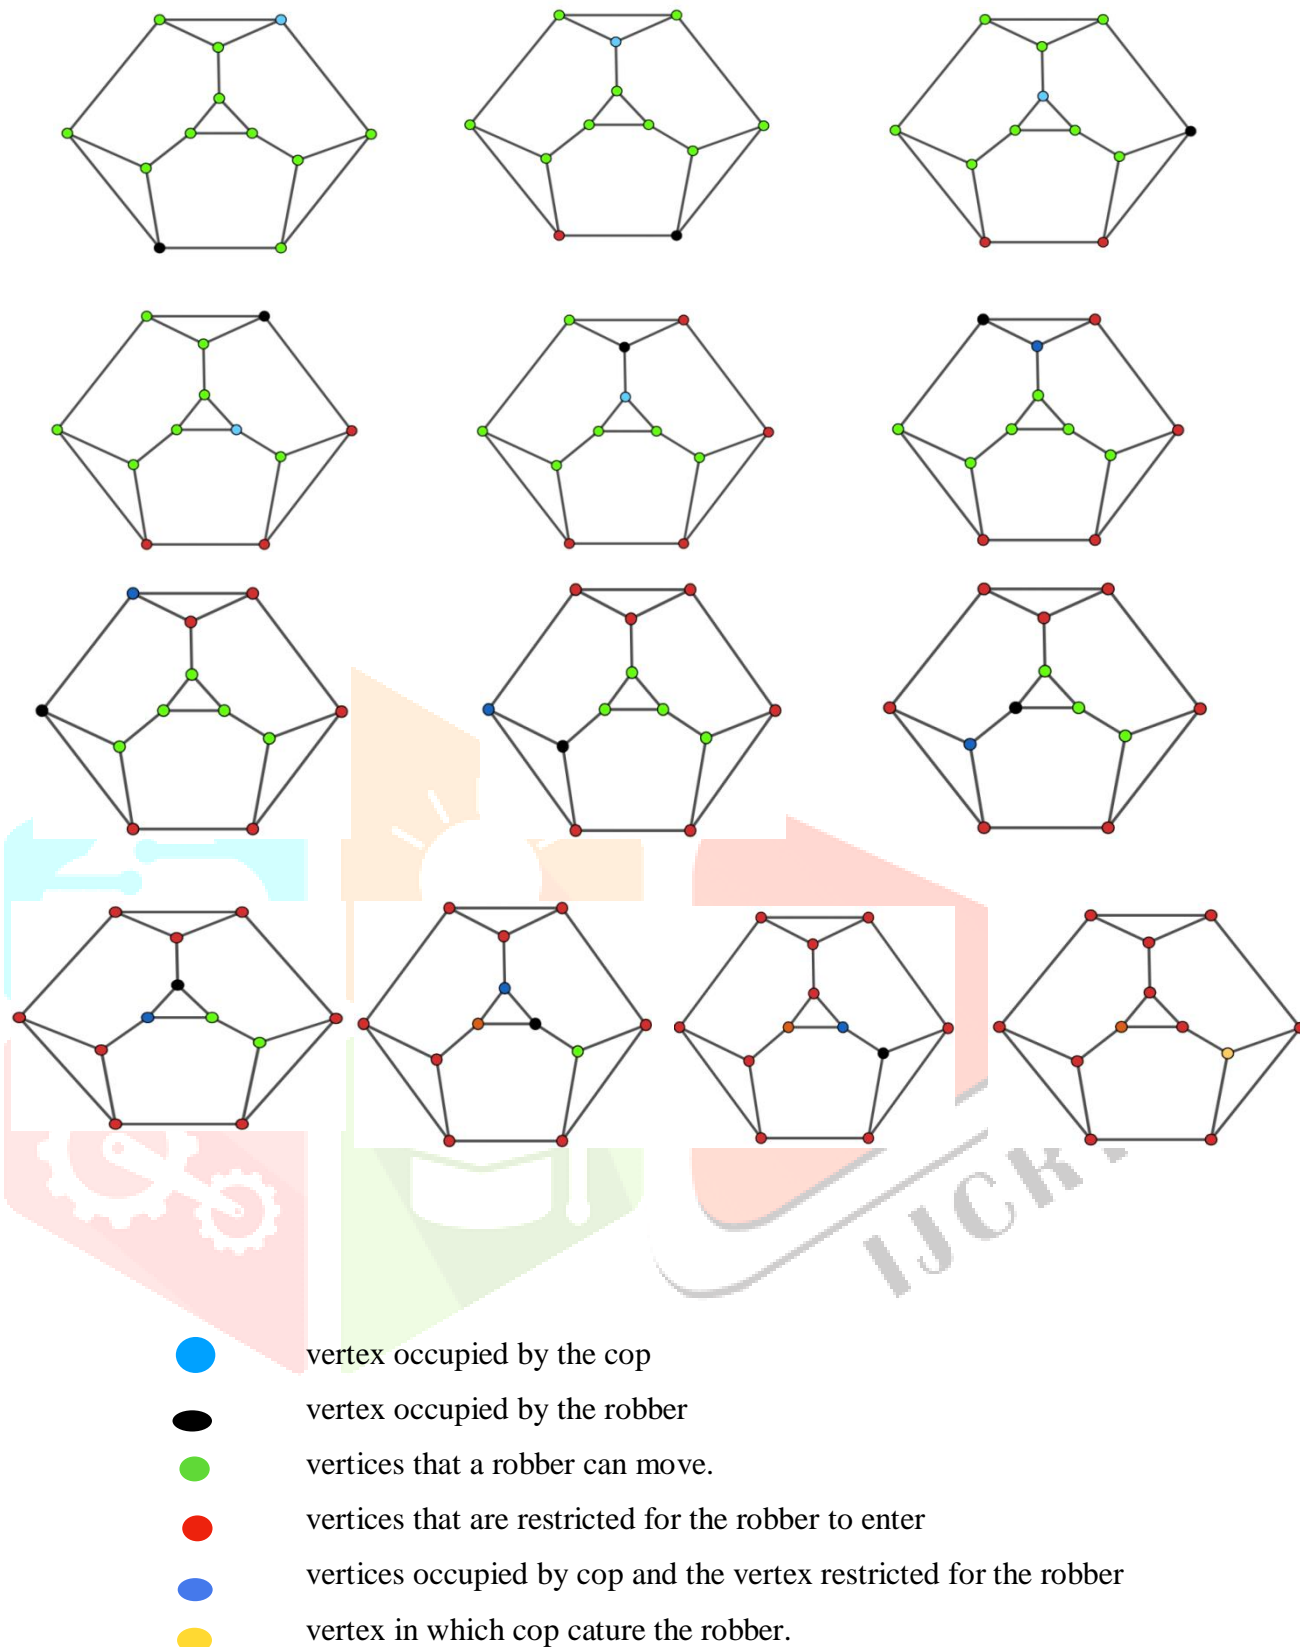 IJCR
vertex occupied by the cop
vertex occupied by the robber
vertices that a robber can move.
vertices that are restricted for the robber to enter
vertices occupied by cop and the vertex restricted for the robber
vertex in which cop cature the robber.